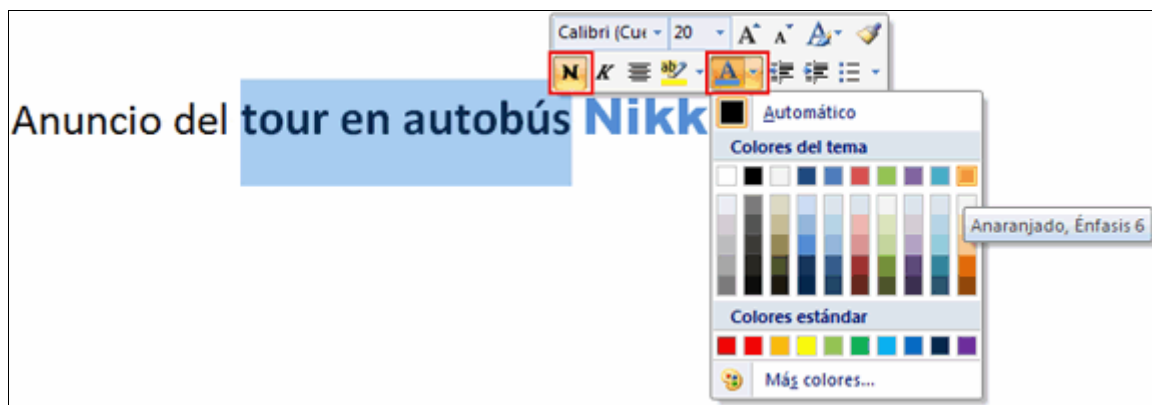 Calibri (Cue 20 A A A
N K A
Anuncio del tour en autobús Nikk
Automático
Colores del tema
Anaranjado, Énfasis 6
Colores estándar
Más colores...